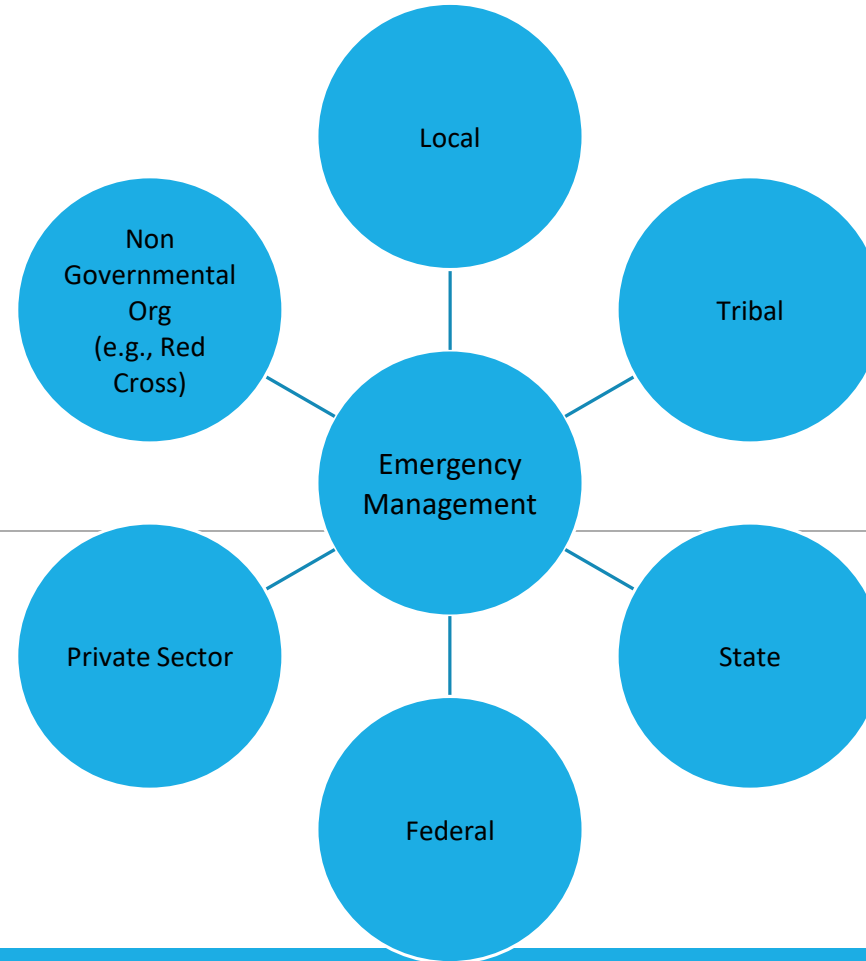 Local
Non
Governmental
Org
(e.g., Red
Cross)
Tribal
Emergency
Management
Private Sector
State
Federal